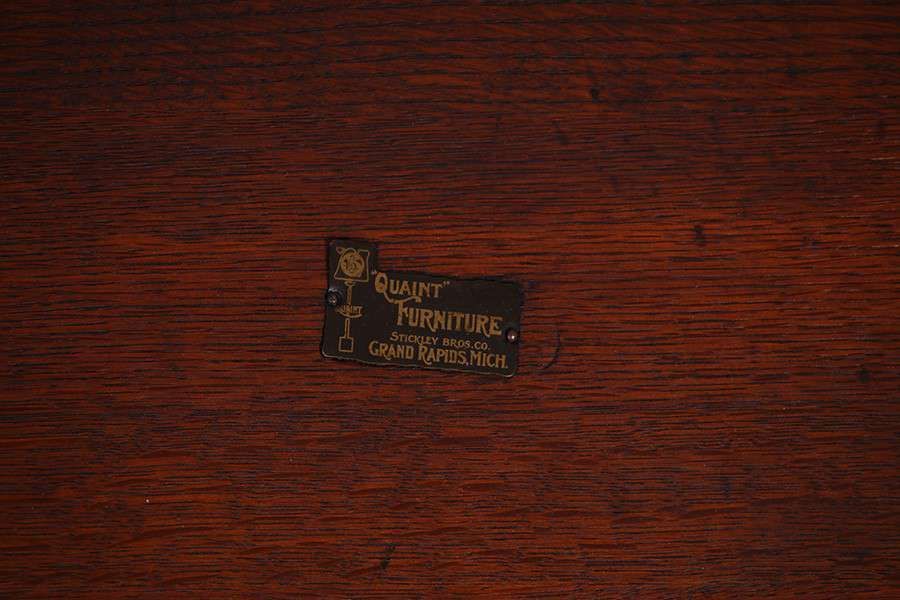 "QUAINT"
FURNITURE
STICKLEY BROS. CO.
GRAND RAPIDS, MICH.